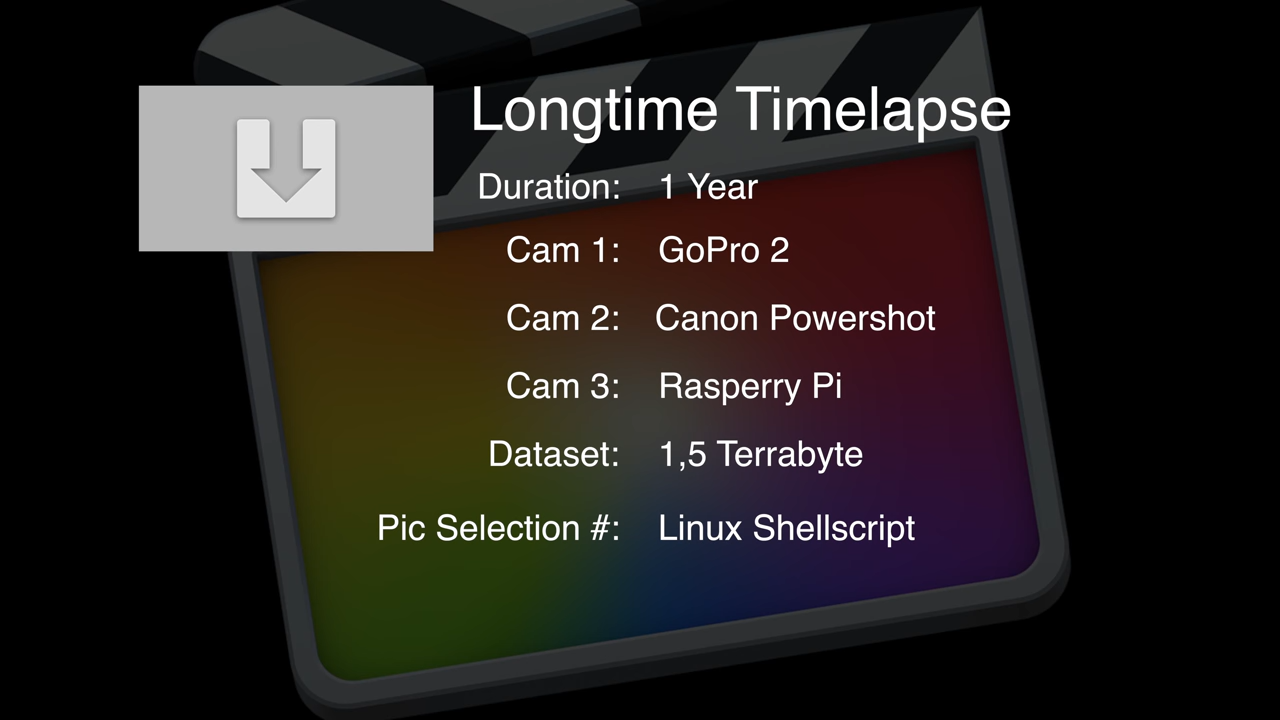 Longtime Timelapse
Duration: 1 Year
Cam 1: GoPro 2
Cam 2: Canon Powershot
Cam 3: Rasperry Pi
Dataset: 1,5 Terrabyte
Pic Selection #: Linux Shellscript